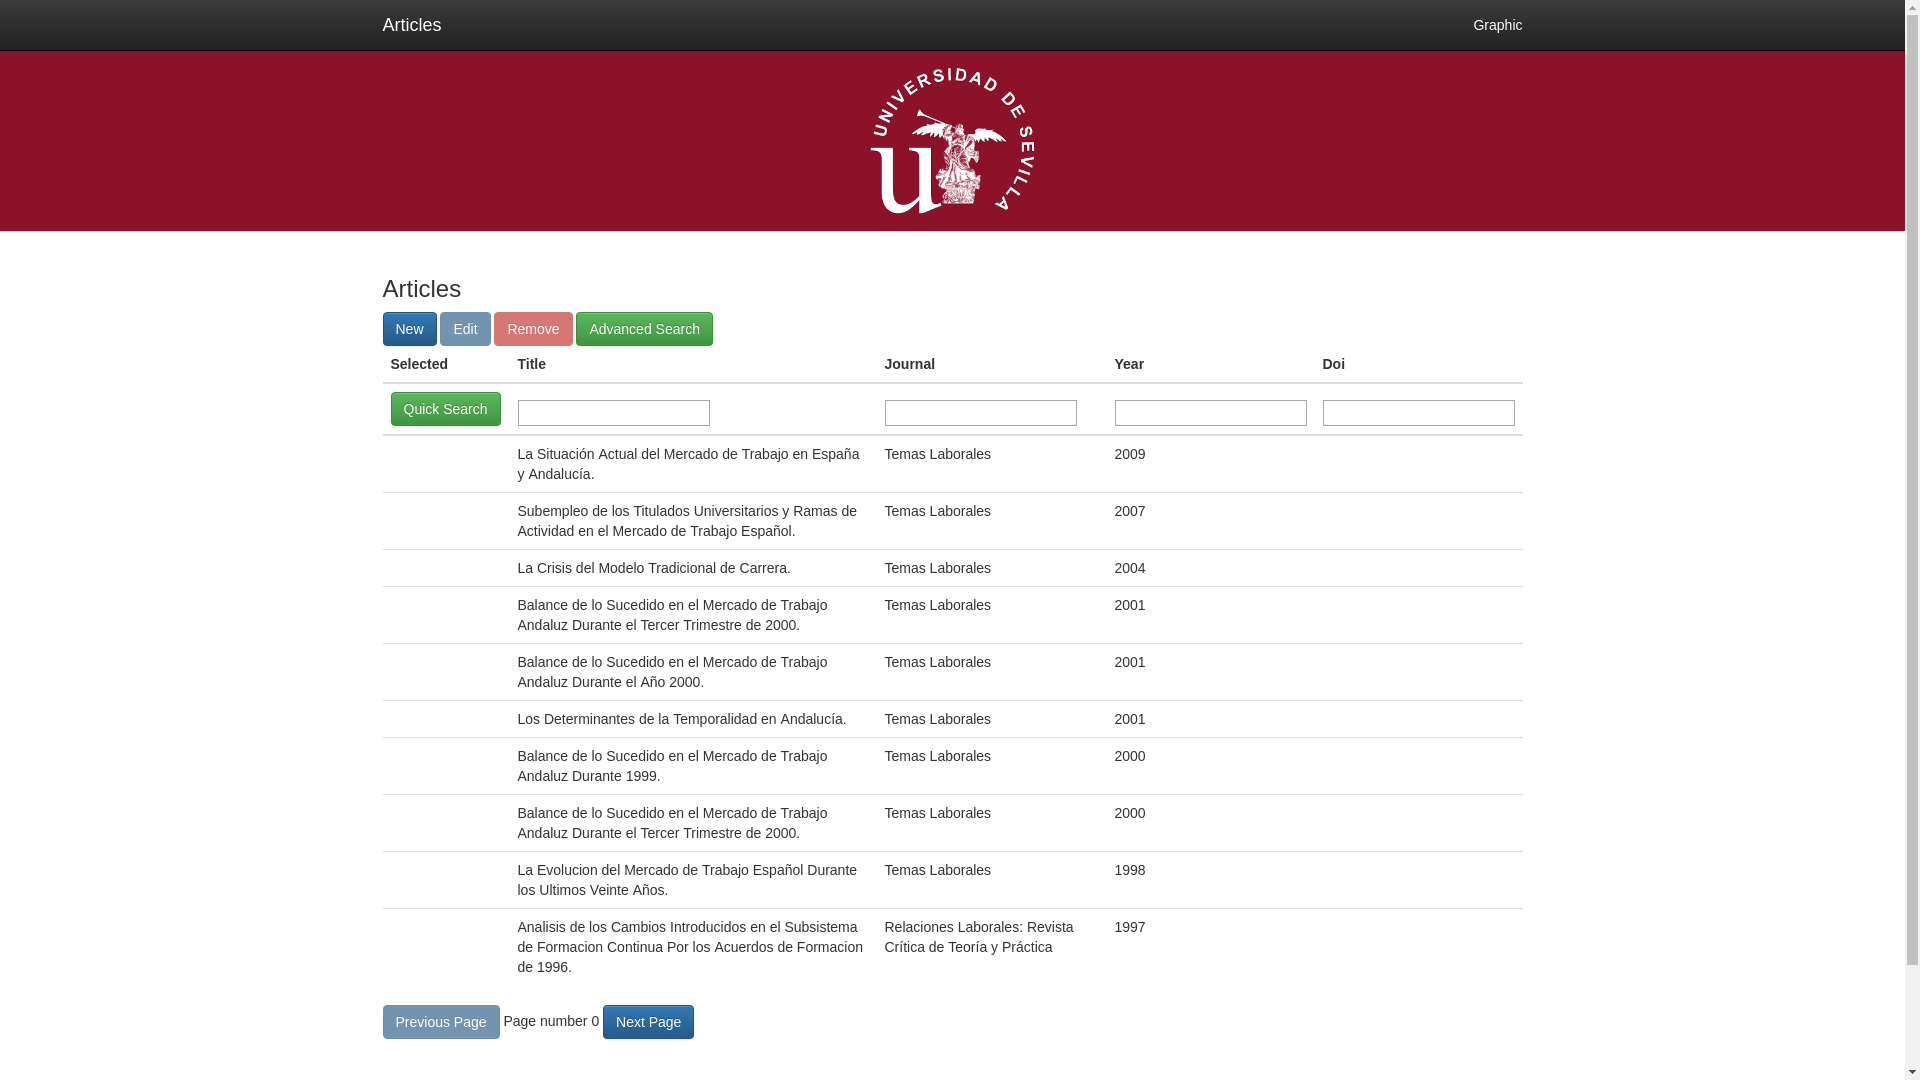 Articles
Graphic
UNIVERSIDAD DE SEVILLA
u
Articles
New Edit Remove Advanced Search
Selected Title Journal Year Doi
Quick Search
La Situación Actual del Mercado de Trabajo en España Temas Laborales 2009
y Andalucía.
Subempleo de los Titulados Universitarios y Ramas de Temas Laborales 2007
Actividad en el Mercado de Trabajo Español.
La Crisis del Modelo Tradicional de Carrera. Temas Laborales 2004
Balance de lo Sucedido en el Mercado de Trabajo Temas Laborales 2001
Andaluz Durante el Tercer Trimestre de 2000.
Balance de lo Sucedido en el Mercado de Trabajo Temas Laborales 2001
Andaluz Durante el Año 2000.
Los Determinantes de la Temporalidad en Andalucía. Temas Laborales 2001
Balance de lo Sucedido en el Mercado de Trabajo Temas Laborales 2000
Andaluz Durante 1999.
Balance de lo Sucedido en el Mercado de Trabajo Temas Laborales 2000
Andaluz Durante el Tercer Trimestre de 2000.
La Evolucion del Mercado de Trabajo Español Durante Temas Laborales 1998
los Ultimos Veinte Años.
Analisis de los Cambios Introducidos en el Subsistema Relaciones Laborales: Revista 1997
de Formacion Continua Por los Acuerdos de Formacion Crítica de Teoría y Práctica
de 1996.
Previous Page Page number 0 Next Page